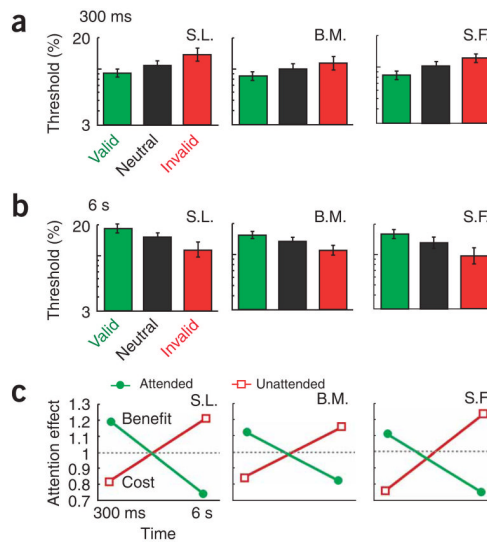 a
300 ms
20
3
Threshold (%)
S.L.
B.M.
S.F.
Valid
Neutral
Invalid
b
6 s
20
3
Threshold (%)
S.L.
B.M.
S.F.
Valid
Neutral
Invalid
c
Attended
Unattended
S.L.
B.M.
S.F.
1.3
1.2
1.1
1
0.9
0.8
0.7
Attention effect
Benefit
Cost
300 ms
6 s
Time